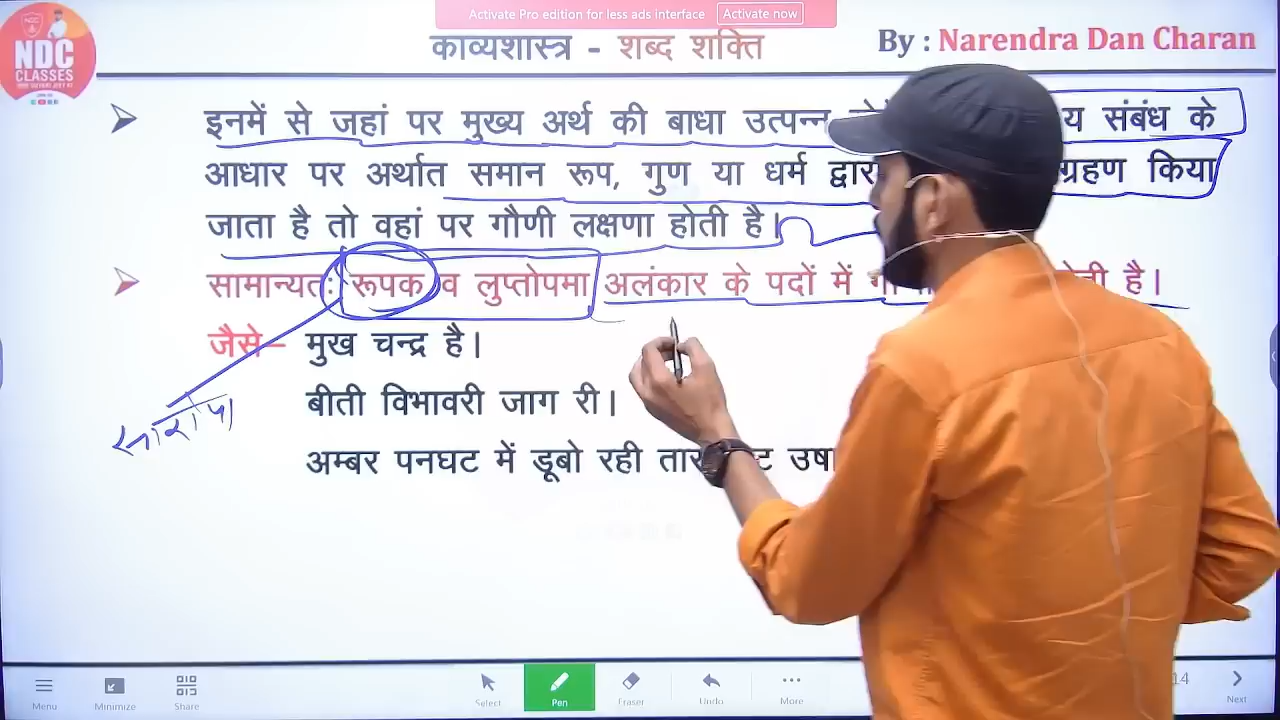 Activate Pro edition for less ads interface Activate now
NDC
CLASSES
काव्यशास्त्र - शब्द शक्ति
By : Narendra Dan Charan
इनमें से जहां पर मुख्य अर्थ की बाधा उत्पन्न य संबंध के
आधार पर अर्थात समान रूप, गुण या धर्म द्वार ग्रहण किया
जाता है तो वहां पर गौणी लक्षणा होती है।
सामान्यतः रूपक व लुप्तोपमा अलंकार के पदों में है।
जैसे– मुख चन्द्र है।
बीती विभावरी जाग री।
अम्बर पनघट में डूबो रही उषा
Menu Minimize Share Select Pen Eraser Undo More 14 Next